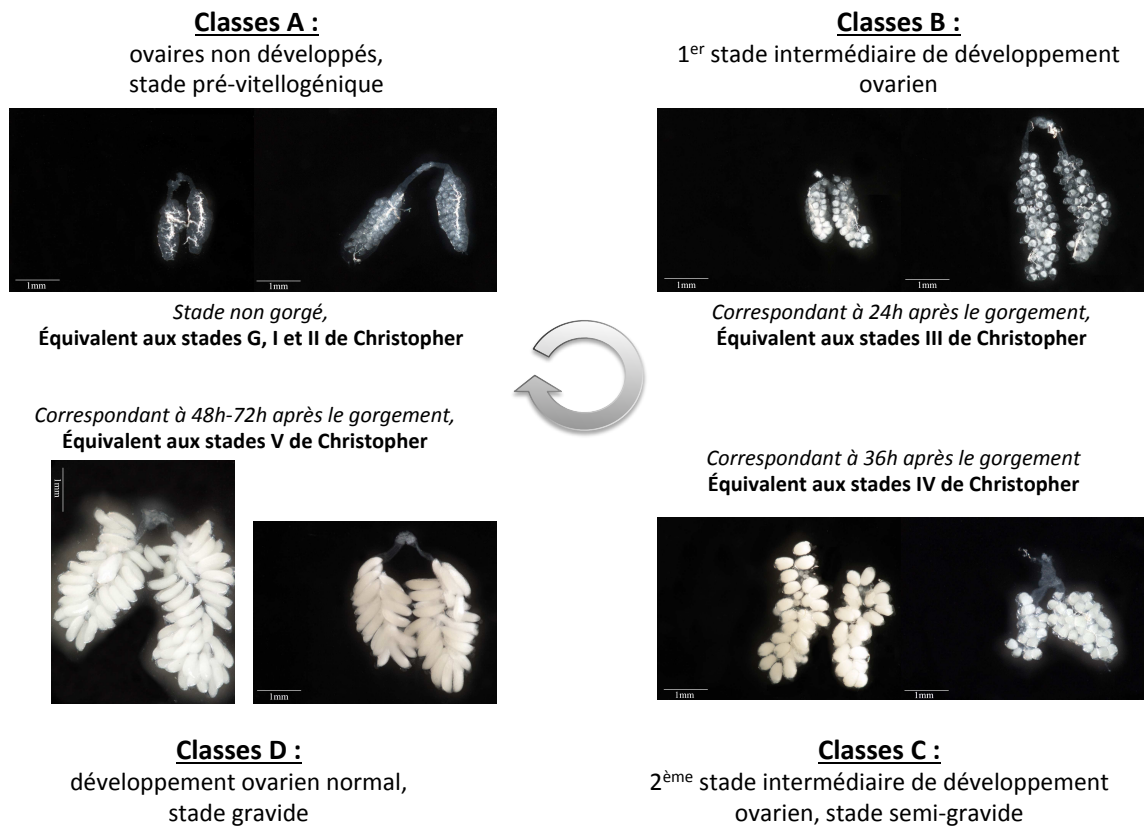 Classes A :
ovaires non développés,
stade pré-vitellogénique
1mm
1mm
Stade non gorgé,
Équivalent aux stades G, I et II de Christopher
Classes B :
1er stade intermédiaire de développement
ovarien
1mm
1mm
Correspondant à 24h après le gorgement,
Équivalent aux stades III de Christopher
Correspondant à 48h-72h après le gorgement,
Équivalent aux stades V de Christopher
1mm
1mm
Classes D :
développement ovarien normal,
stade gravide
Correspondant à 36h après le gorgement
Équivalent aux stades IV de Christopher
1mm
1mm
Classes C :
2ème stade intermédiaire de développement
ovarien, stade semi-gravide